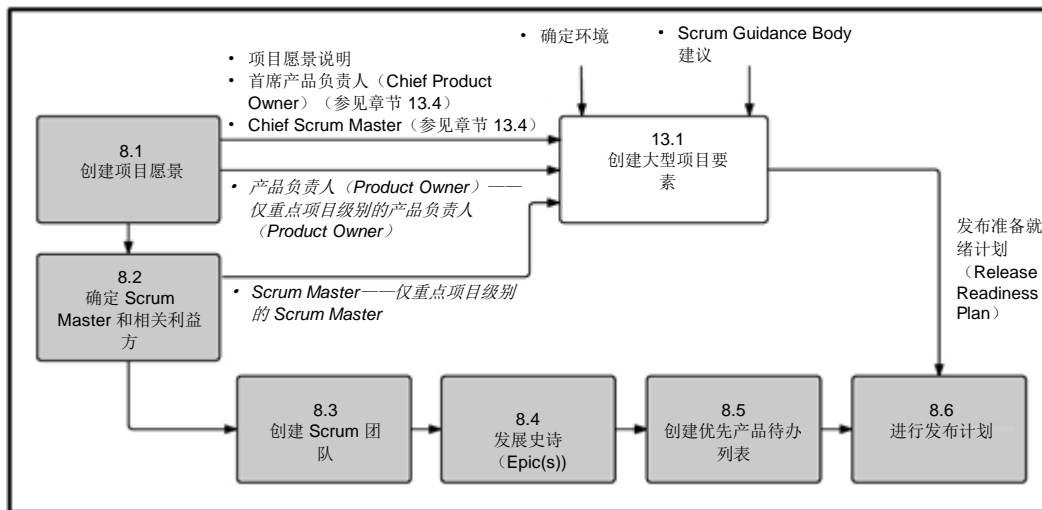 • 确定环境
• Scrum Guidance Body
建议
• 项目愿景说明
• 首席产品负责人（Chief Product
Owner）（参见章节 13.4）
• Chief Scrum Master（参见章节 13.4）
8.1
创建项目愿景
13.1
创建大型项目要
素
• 产品负责人（Product Owner）——
仅重点项目级别的产品负责人
（Product Owner）
发布准备就
绪计划
（Release
Readiness
Plan）
8.2
确定 Scrum
Master 和相关利益
方
• Scrum Master——仅重点项目级别
的 Scrum Master
8.3
创建 Scrum 团
队
8.4
发展史诗
（Epic(s))
8.5
创建优先产品待办
列表
8.6
进行发布计划